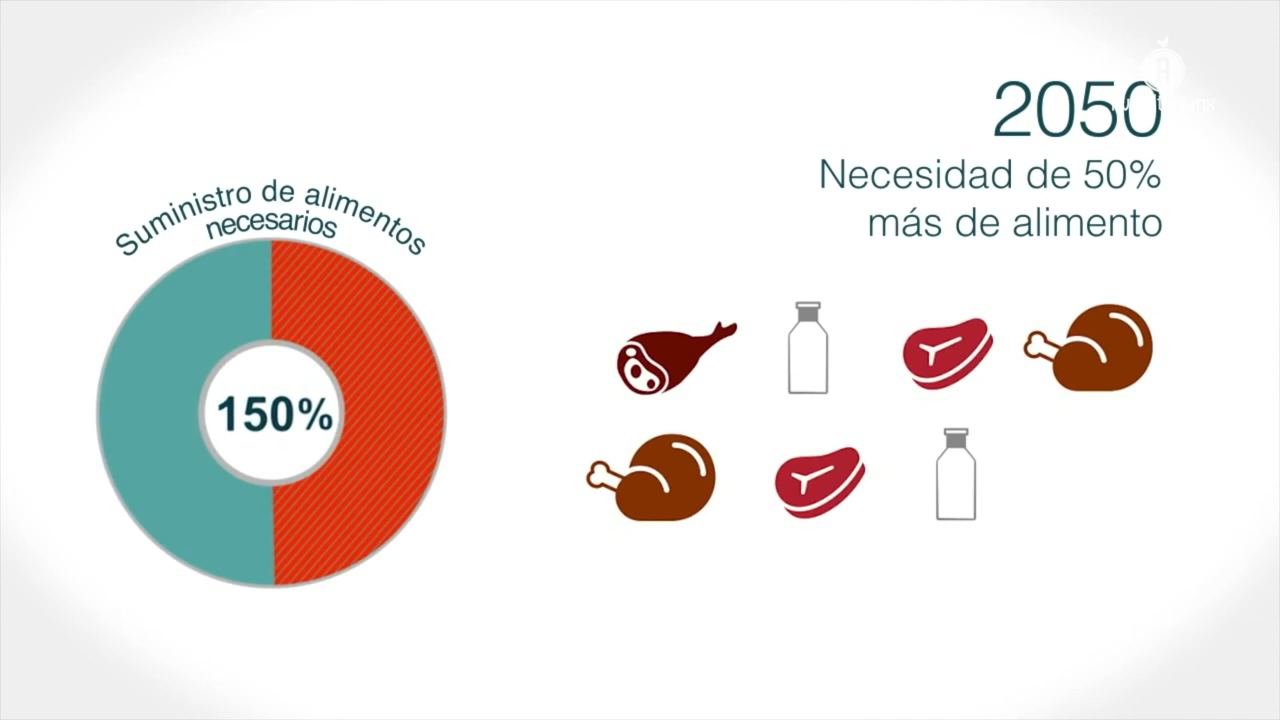 2050
Necesidad de 50%
más de alimento
Suministro de alimentos
necesarios
150%